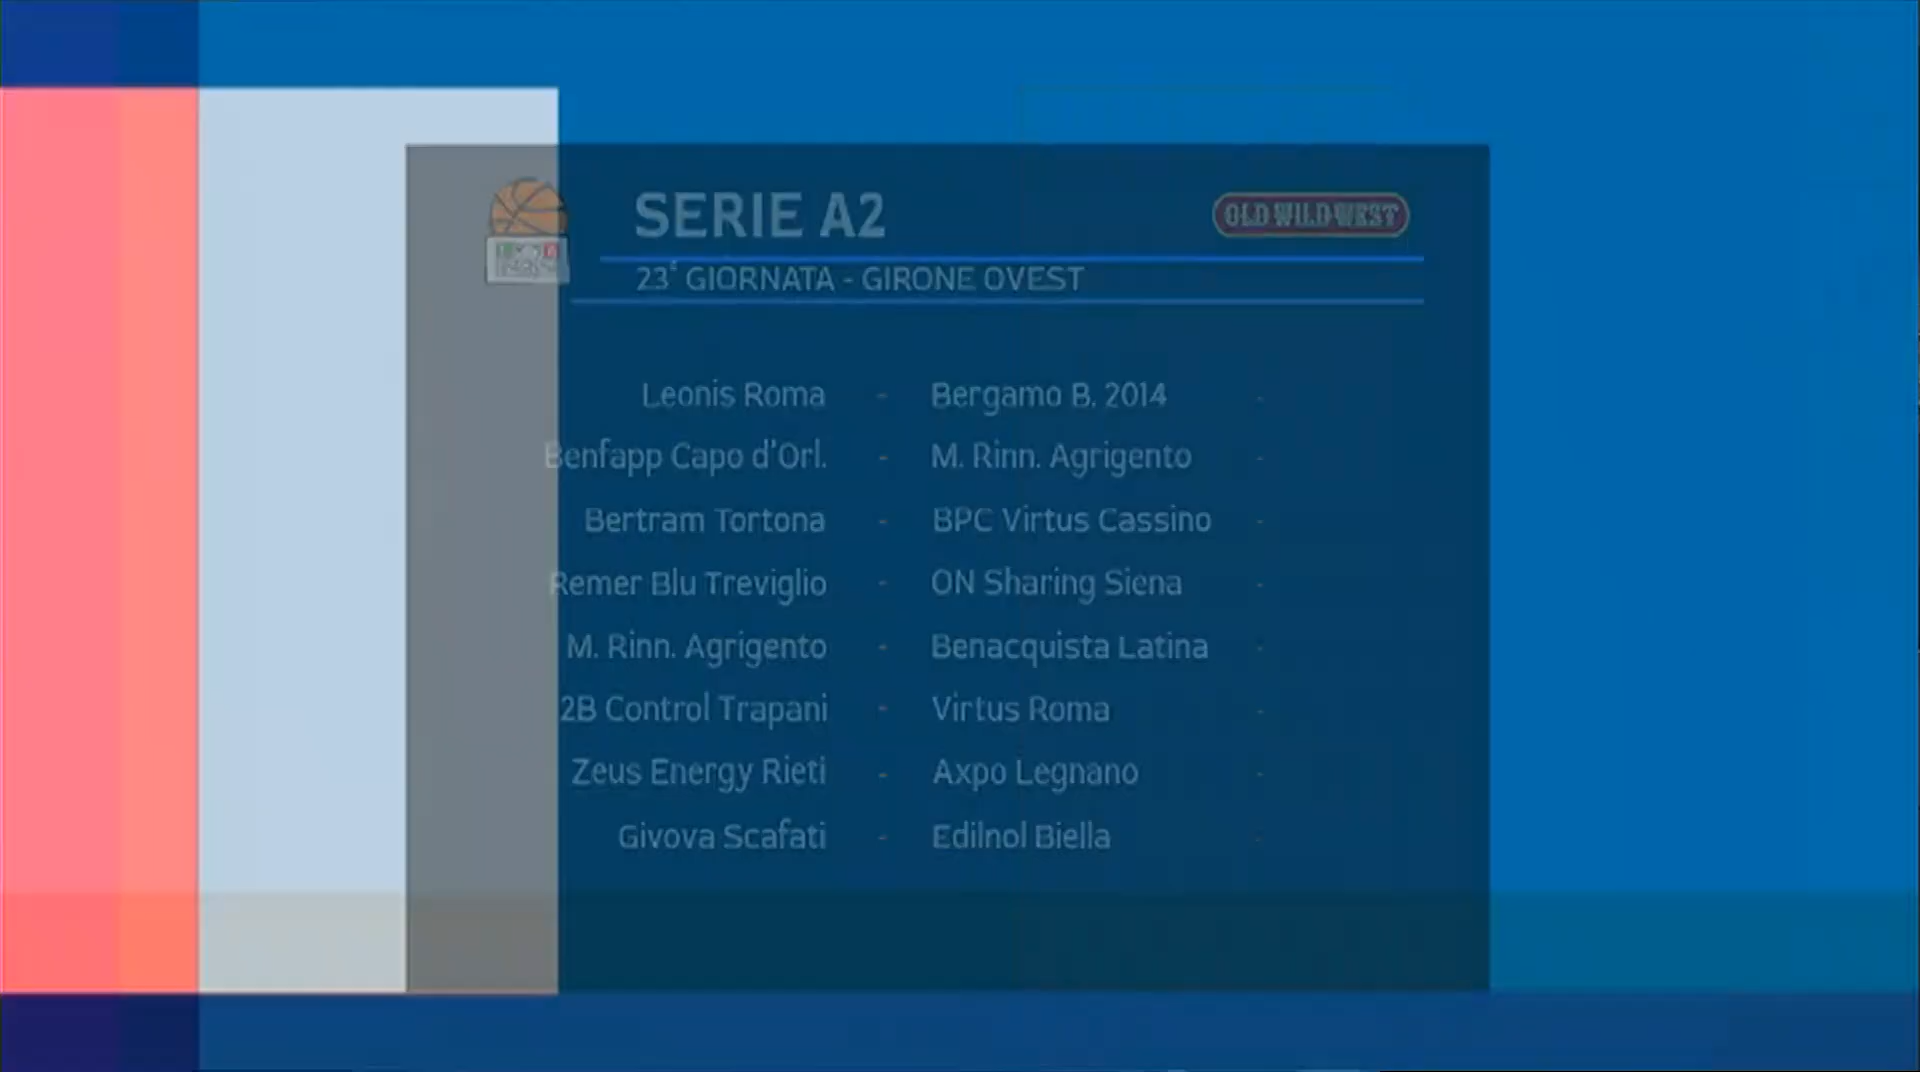 SERIE A2
OLD WILD WEST
23ª GIORNATA - GIRONE OVEST
Leonis Roma - Bergamo B. 2014 -
Benfapp Capo d'Orl. - M. Rinn. Agrigento -
Bertram Tortona - BPC Virtus Cassino -
Remer Blu Treviglio - ON Sharing Siena -
M. Rinn. Agrigento - Benacquista Latina -
2B Control Trapani - Virtus Roma -
Zeus Energy Rieti - Axpo Legnano -
Givova Scafati - Edilnol Biella -